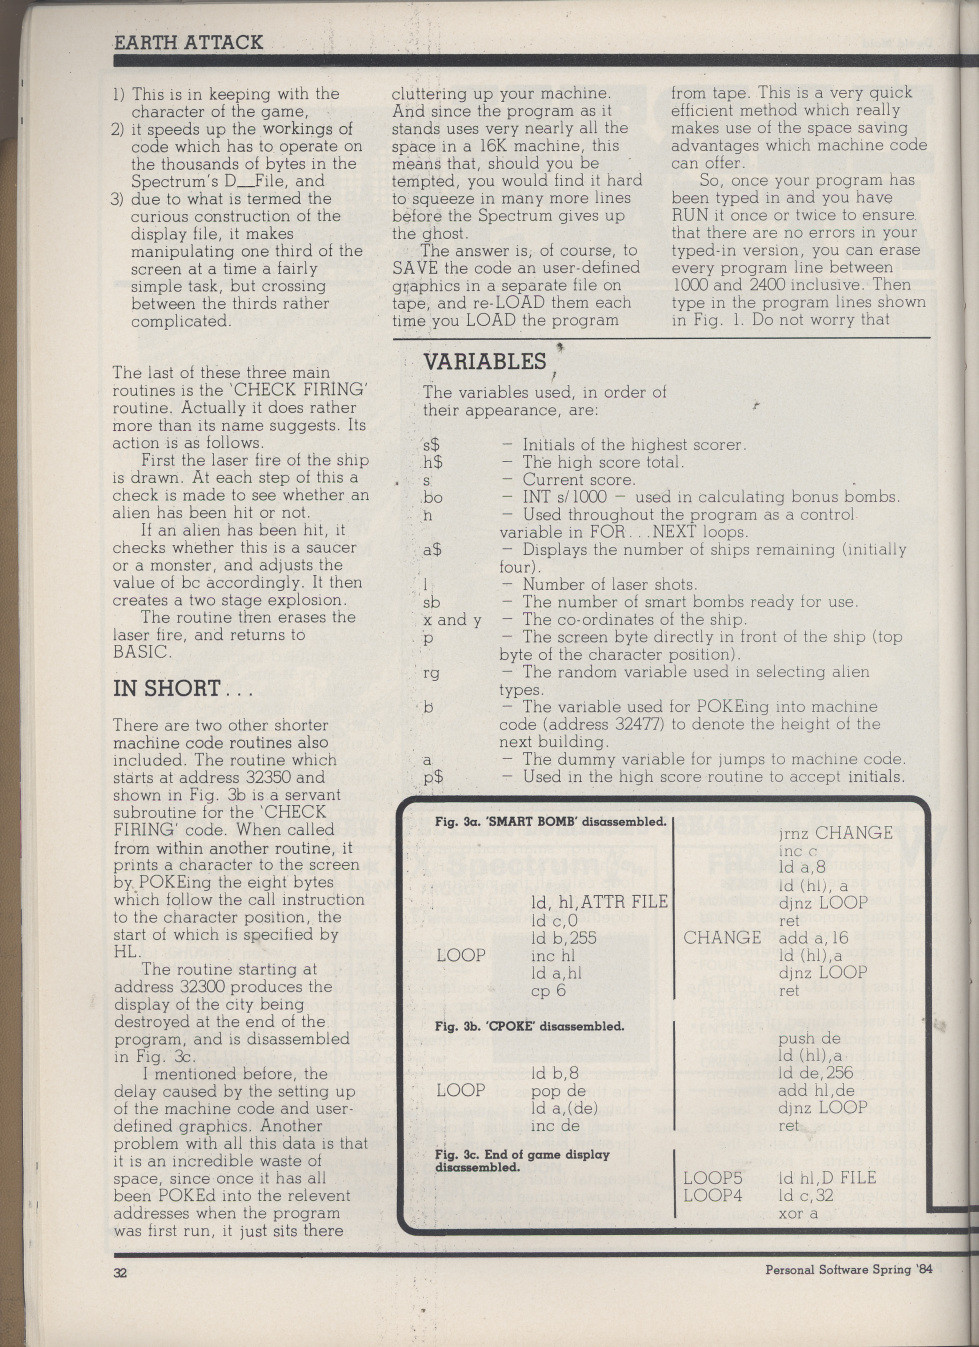 EARTH ATTACK
1) This is in keeping with the
character of the game,
2) it speeds up the workings of
code which has to operate on
the thousands of bytes in the
Spectrum's D__File, and
3) due to what is termed the
curious construction of the
display file, it makes
manipulating one third of the
screen at a time a fairly
simple task, but crossing
between the thirds rather
complicated.
The last of these three main
routines is the 'CHECK FIRING'
routine. Actually it does rather
more than its name suggests. Its
action is as follows.
First the laser fire of the ship
is drawn. At each step of this a
check is made to see whether an
alien has been hit or not.
If an alien has been hit, it
checks whether this is a saucer
or a monster, and adjusts the
value of bc accordingly. It then
creates a two stage explosion.
The routine then erases the
laser fire, and returns to
BASIC.
IN SHORT . . .
There are two other shorter
machine code routines also
included. The routine which
starts at address 32350 and
shown in Fig. 3b is a servant
subroutine for the 'CHECK
FIRING' code. When called
from within another routine, it
prints a character to the screen
by POKEing the eight bytes
which follow the call instruction
to the character position, the
start of which is specified by
HL.
The routine starting at
address 32300 produces the
display of the city being
destroyed at the end of the
program, and is disassembled
in Fig. 3c.
I mentioned before, the
delay caused by the setting up
of the machine code and user-
defined graphics. Another
problem with all this data is that
it is an incredible waste of
space, since once it has all
been POKEd into the relevent
addresses when the program
was first run, it just sits there
cluttering up your machine.
And since the program as it
stands uses very nearly all the
space in a 16K machine, this
means that, should you be
tempted, you would find it hard
to squeeze in many more lines
before the Spectrum gives up
the ghost.
The answer is, of course, to
SAVE the code an user-defined
graphics in a separate file on
tape, and re-LOAD them each
time you LOAD the program
from tape. This is a very quick
efficient method which really
makes use of the space saving
advantages which machine code
can offer.
So, once your program has
been typed in and you have
RUN it once or twice to ensure
that there are no errors in your
typed-in version, you can erase
every program line between
1000 and 2400 inclusive. Then
type in the program lines shown
in Fig. 1. Do not worry that
VARIABLES
The variables used, in order of
their appearance, are:
s$ — Initials of the highest scorer.
h$ — The high score total.
s — Current score.
bo — INT s/1000 — used in calculating bonus bombs.
n — Used throughout the program as a control
variable in FOR . . . NEXT loops.
a$ — Displays the number of ships remaining (initially
four).
l — Number of laser shots.
sb — The number of smart bombs ready for use.
x and y — The co-ordinates of the ship.
p — The screen byte directly in front of the ship (top
byte of the character position).
rg — The random variable used in selecting alien
types.
b — The variable used for POKEing into machine
code (address 32477) to denote the height of the
next building.
a — The dummy variable for jumps to machine code.
p$ — Used in the high score routine to accept initials.
Fig. 3a. 'SMART BOMB' disassembled.
ld, hl,ATTR FILE
ld c,0
ld b,255
LOOP inc hl
ld a,hl
cp 6
jrnz CHANGE
inc c
ld a,8
ld (hl), a
djnz LOOP
ret
CHANGE add a,16
ld (hl),a
djnz LOOP
ret
Fig. 3b. 'CPOKE' disassembled.
ld b,8
LOOP pop de
ld a,(de)
inc de
push de
ld (hl),a
ld de,256
add hl,de
djnz LOOP
ret
Fig. 3c. End of game display
disassembled.
LOOP5 ld hl,D FILE
LOOP4 ld c,32
xor a
32
Personal Software Spring '84